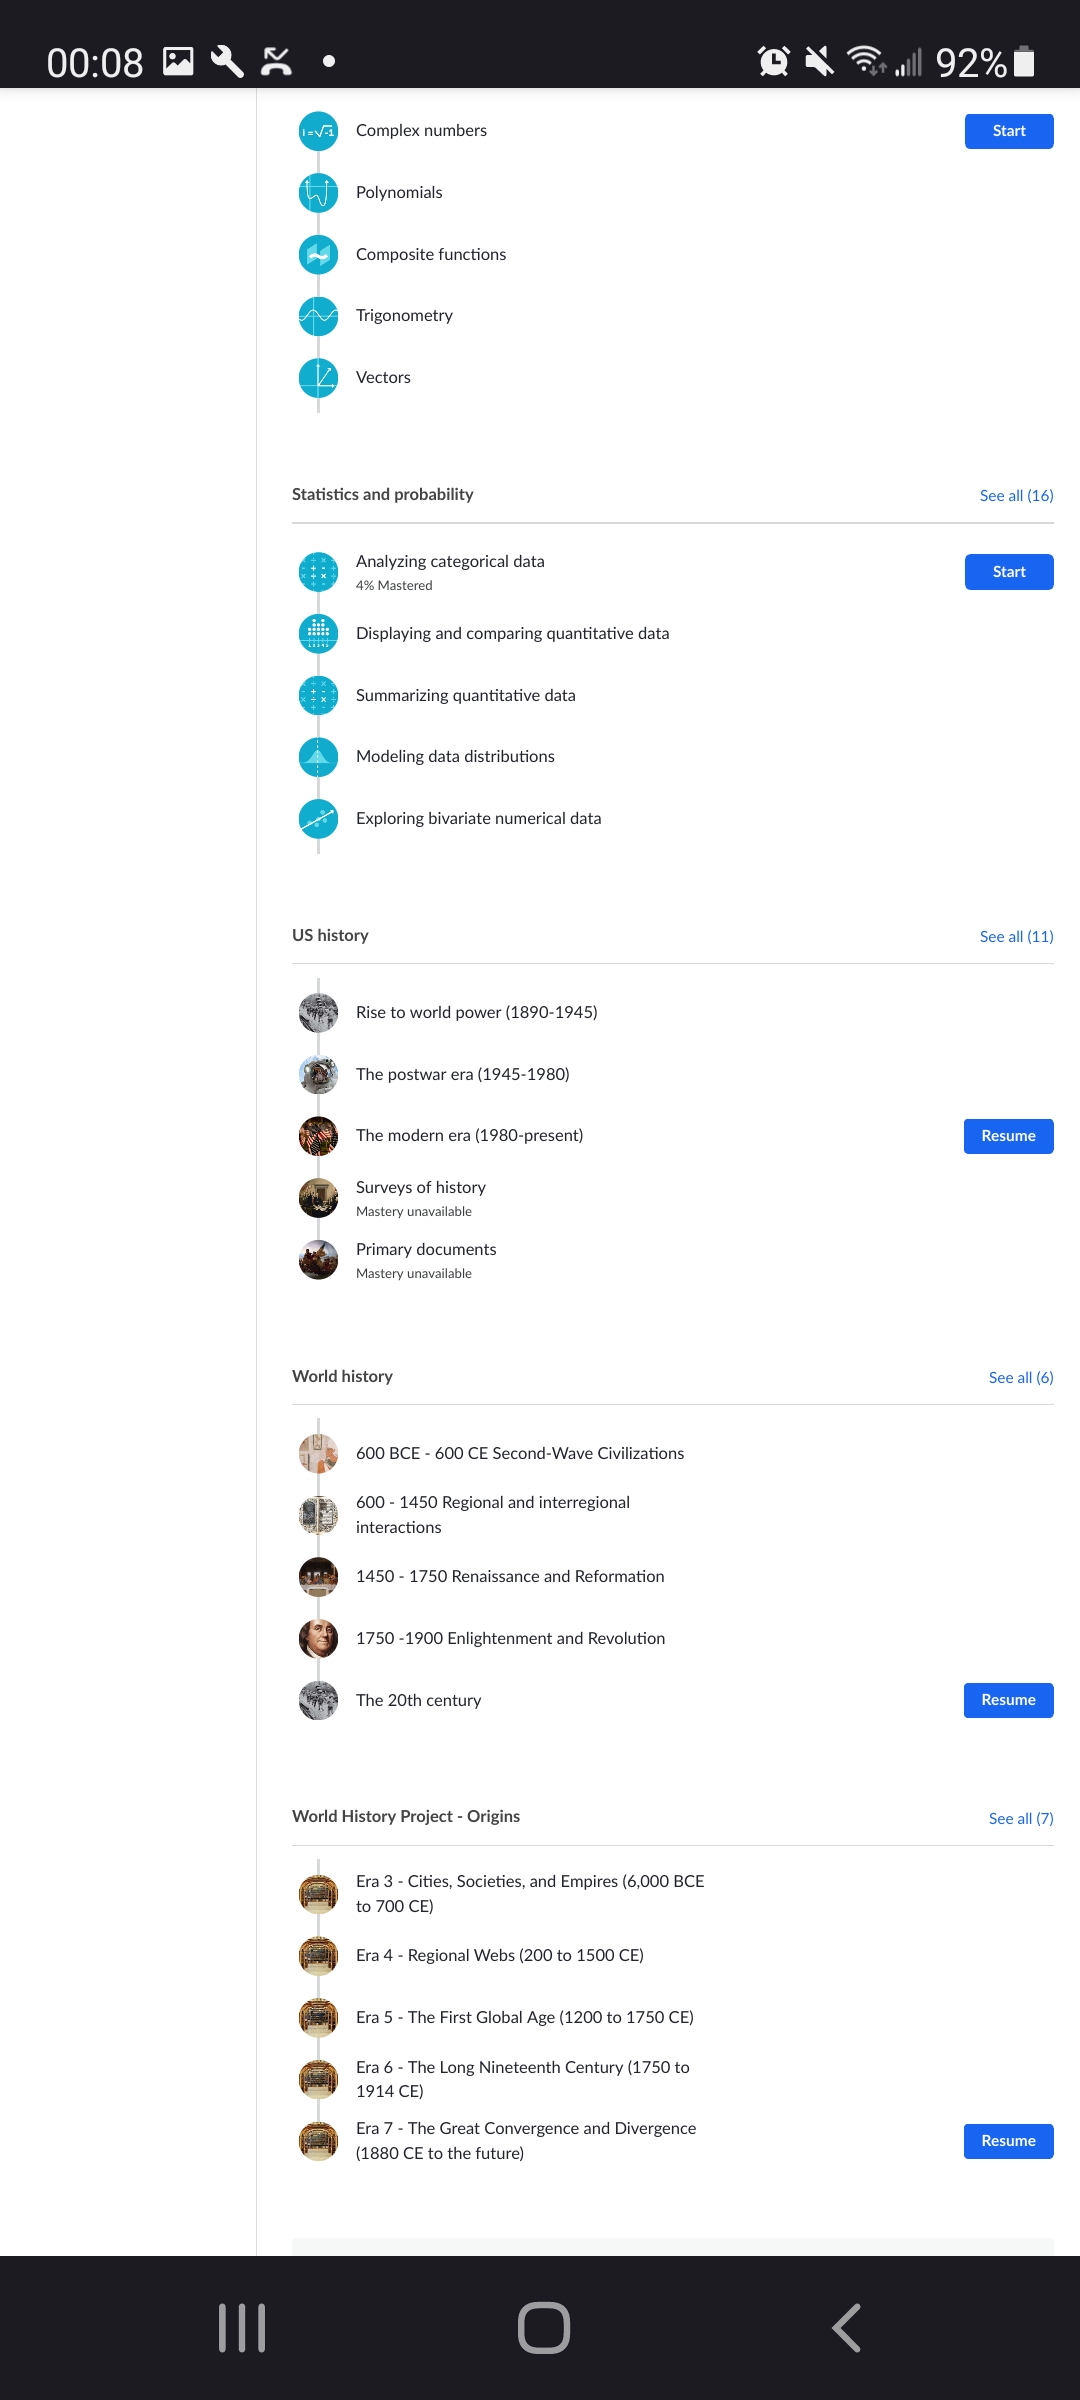 00:08
92%
i = √-1
Complex numbers
Start
Polynomials
Composite functions
Trigonometry
Vectors
Statistics and probability
See all (16)
Analyzing categorical data
4% Mastered
Start
Displaying and comparing quantitative data
Summarizing quantitative data
Modeling data distributions
Exploring bivariate numerical data
US history
See all (11)
Rise to world power (1890-1945)
The postwar era (1945-1980)
The modern era (1980-present)
Resume
Surveys of history
Mastery unavailable
Primary documents
Mastery unavailable
World history
See all (6)
600 BCE - 600 CE Second-Wave Civilizations
600 - 1450 Regional and interregional
interactions
1450 - 1750 Renaissance and Reformation
1750 -1900 Enlightenment and Revolution
The 20th century
Resume
World History Project - Origins
See all (7)
Era 3 - Cities, Societies, and Empires (6,000 BCE
to 700 CE)
Era 4 - Regional Webs (200 to 1500 CE)
Era 5 - The First Global Age (1200 to 1750 CE)
Era 6 - The Long Nineteenth Century (1750 to
1914 CE)
Era 7 - The Great Convergence and Divergence
(1880 CE to the future)
Resume